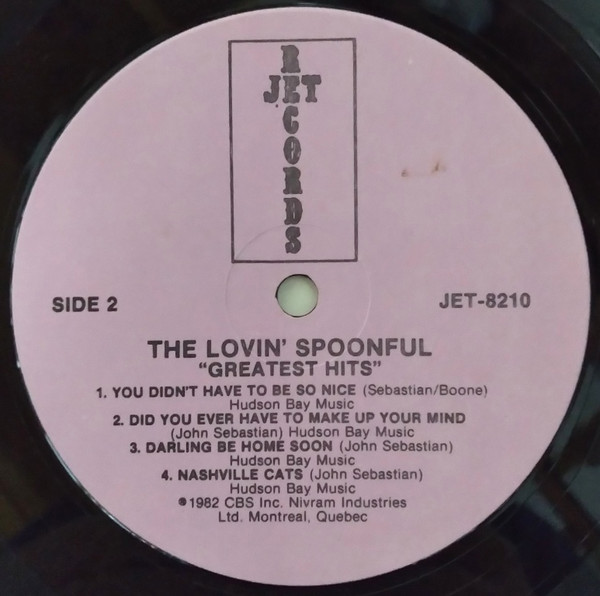 JET
RECORDS
SIDE 2
JET-8210
THE LOVIN' SPOONFUL
"GREATEST HITS"
1. YOU DIDN'T HAVE TO BE SO NICE (Sebastian/Boone)
Hudson Bay Music
2. DID YOU EVER HAVE TO MAKE UP YOUR MIND
(John Sebastian) Hudson Bay Music
3. DARLING BE HOME SOON (John Sebastian)
Hudson Bay Music
4. NASHVILLE CATS (John Sebastian)
Hudson Bay Music
℗1982 CBS Inc. Nivram Industries
Ltd. Montreal, Quebec